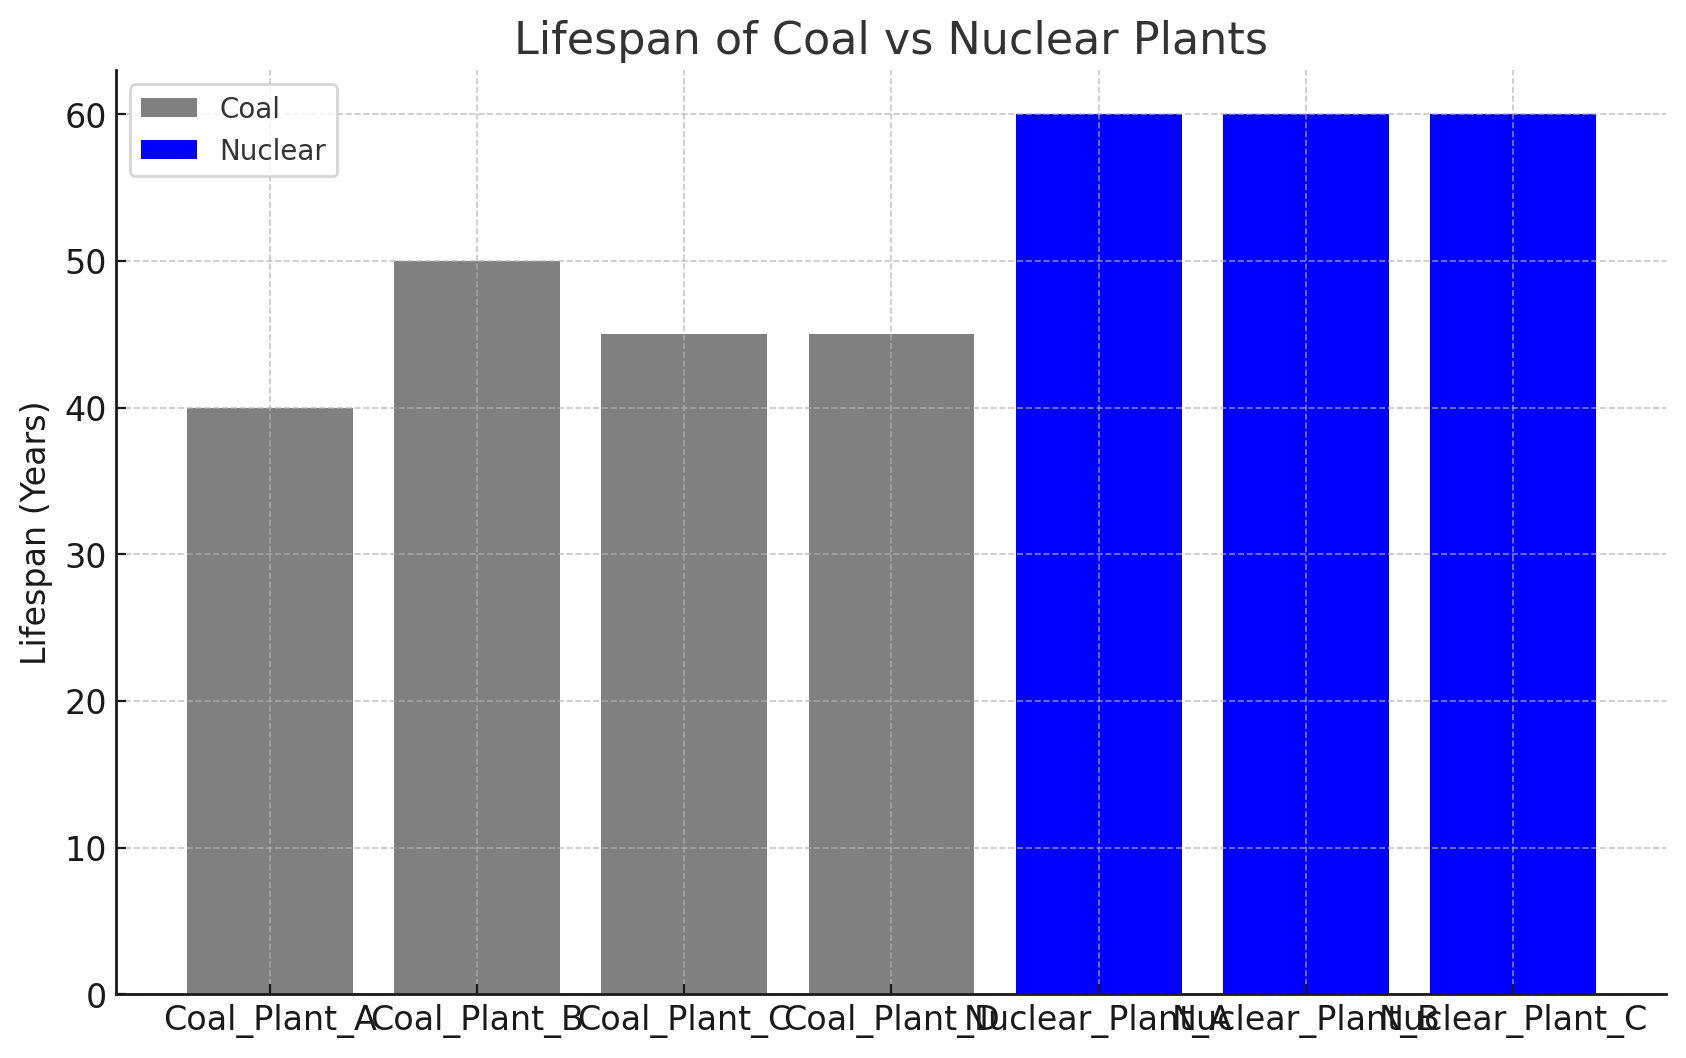 Lifespan of Coal vs Nuclear Plants
Coal
Nuclear
Lifespan (Years)
60
50
40
30
20
10
0
Coal_Plant_A
Coal_Plant_B
Coal_Plant_C
Coal_Plant_D
Nuclear_Plant_A
Nuclear_Plant_B
Nuclear_Plant_C